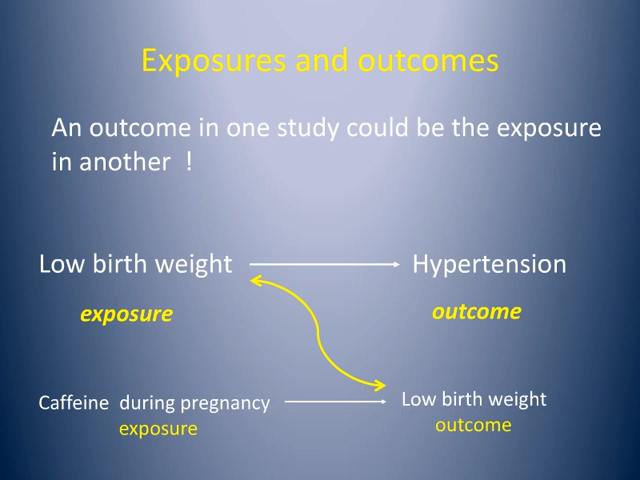 Exposures and outcomes
An outcome in one study could be the exposure
in another !
Low birth weight Hypertension
exposure outcome
Caffeine during pregnancy Low birth weight
exposure outcome